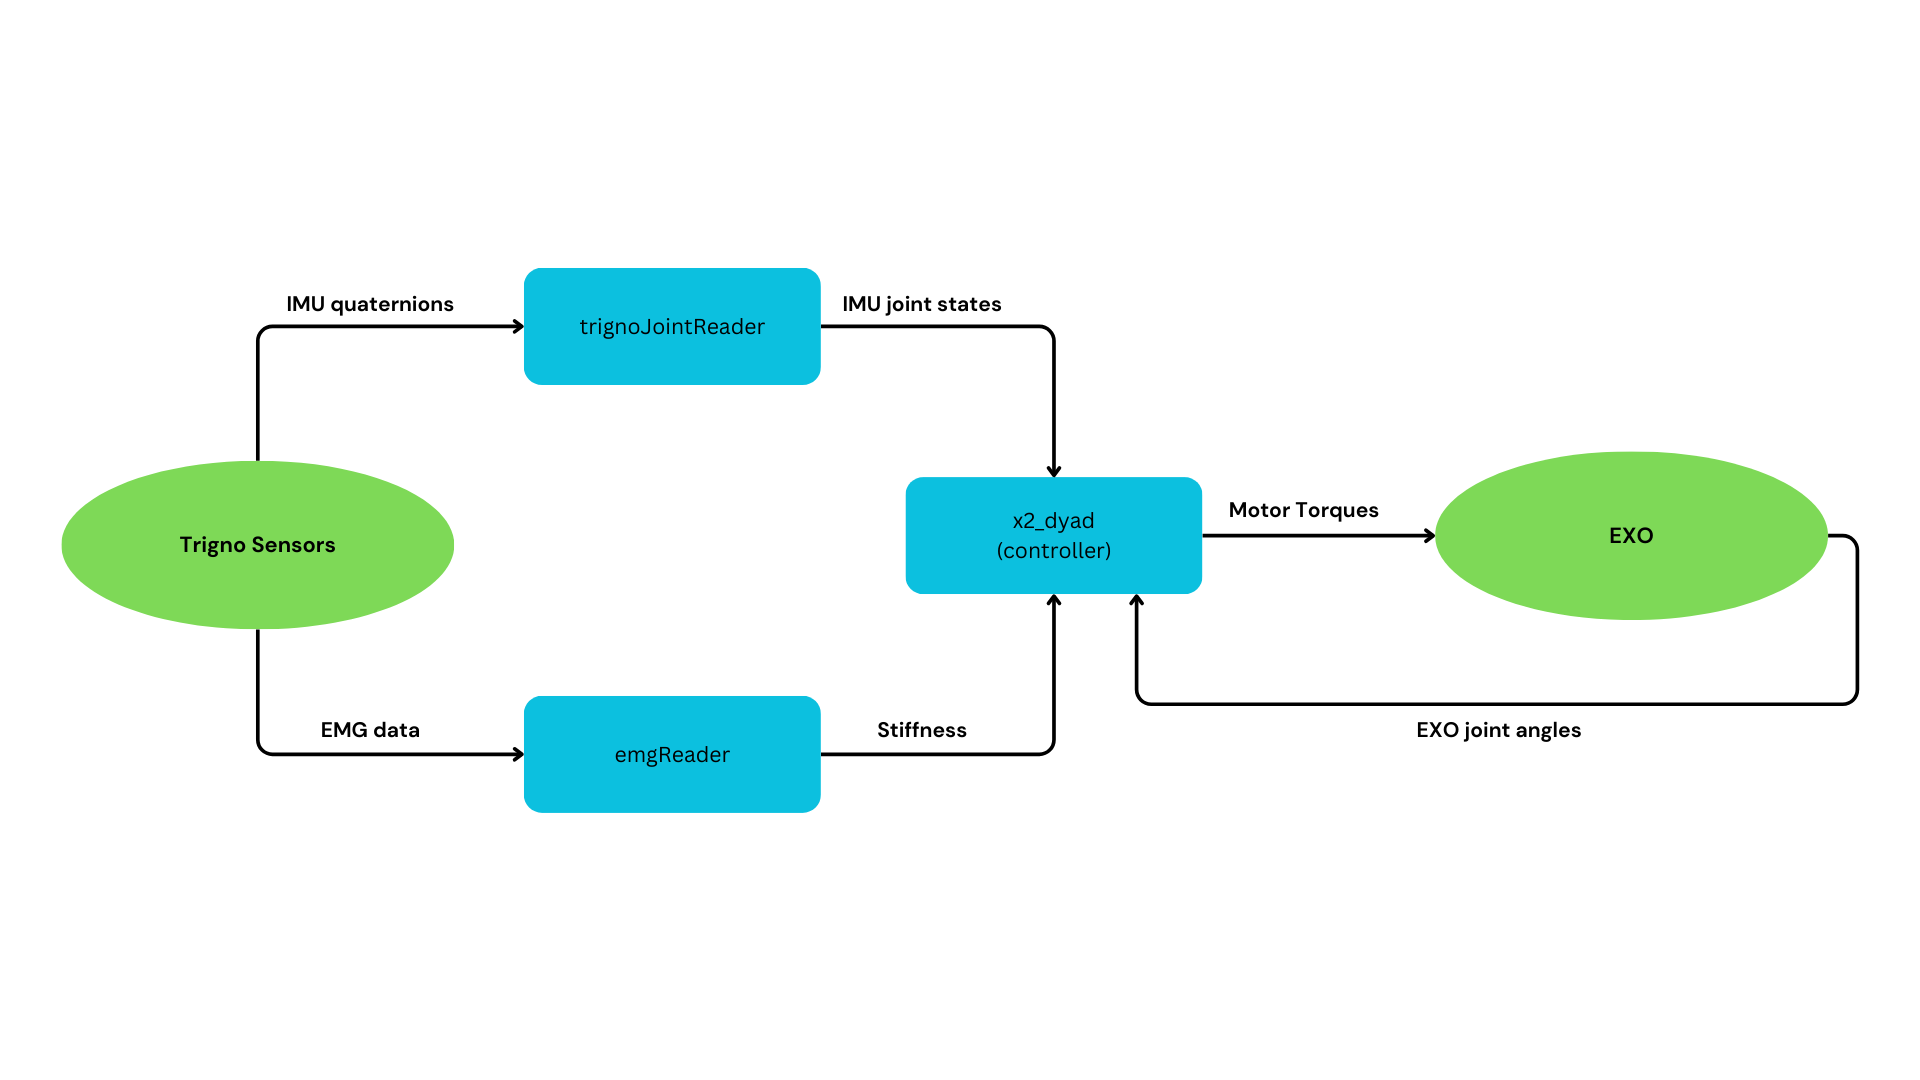 IMU quaternions
trignoJointReader
IMU joint states
Trigno Sensors
x2_dyad
(controller)
Motor Torques
EXO
EMG data
emgReader
Stiffness
EXO joint angles